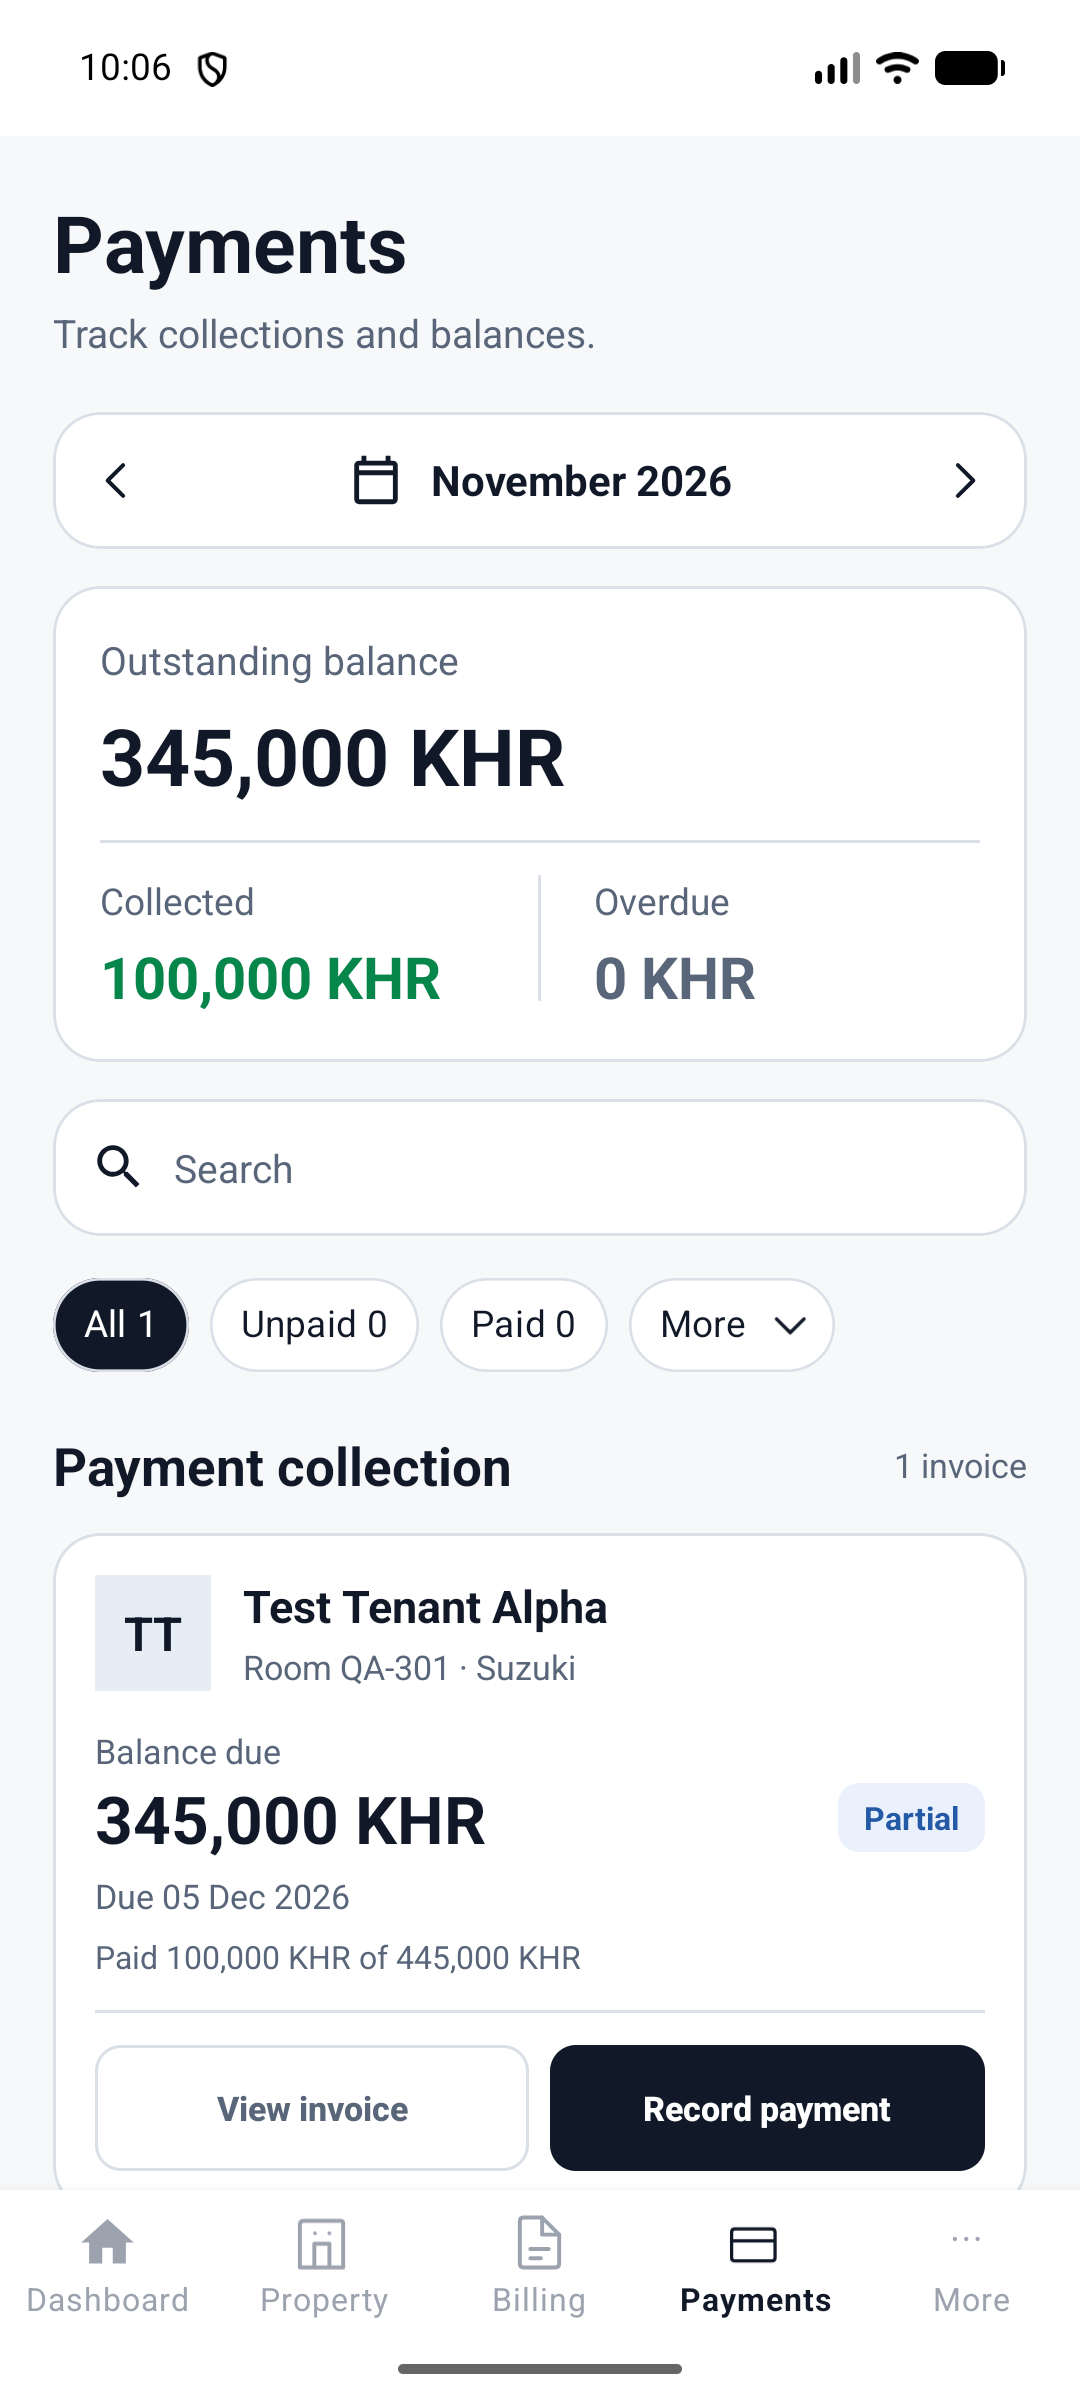 10:06
Payments
Track collections and balances.
November 2026
Outstanding balance
345,000 KHR
Collected
100,000 KHR
Overdue
0 KHR
Search
All 1
Unpaid 0
Paid 0
More
Payment collection
1 invoice
TT
Test Tenant Alpha
Room QA-301 · Suzuki
Balance due
345,000 KHR
Partial
Due 05 Dec 2026
Paid 100,000 KHR of 445,000 KHR
View invoice
Record payment
Dashboard
Property
Billing
Payments
More